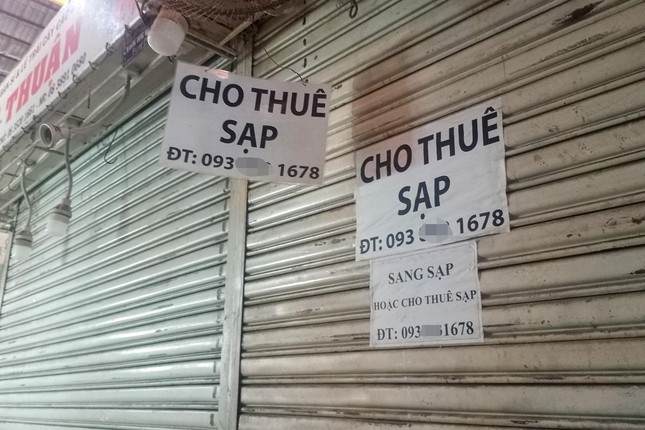 THUẬN
CHO THUÊ
SẠP
ĐT: 093 1678
CHO THUÊ
SẠP
ĐT: 093 1678
SANG SẠP
HOẶC CHO THUÊ SẠP
ĐT: 093 1678